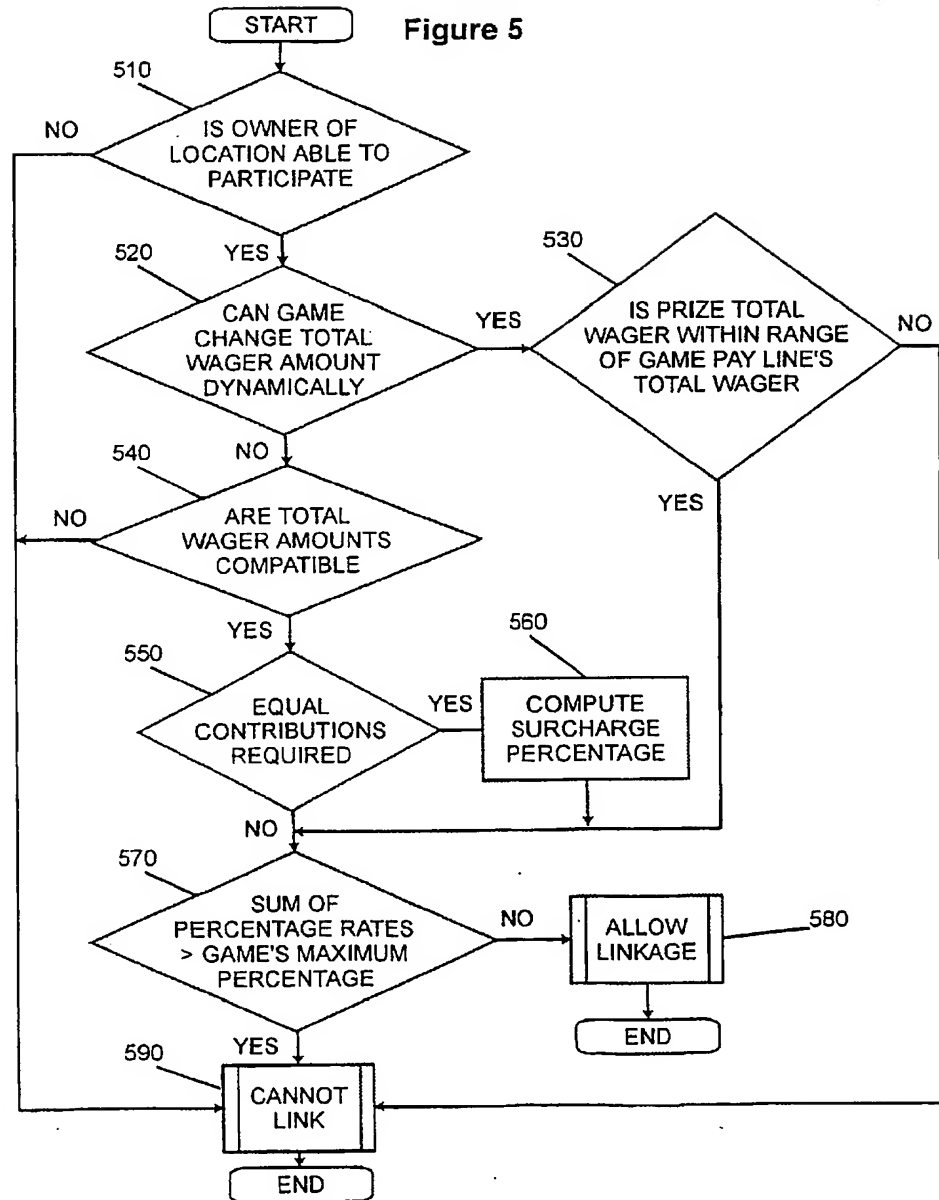 START
Figure 5
510
NO
IS OWNER OF
LOCATION ABLE TO
PARTICIPATE
YES
520
CAN GAME
CHANGE TOTAL
WAGER AMOUNT
DYNAMICALLY
YES
530
IS PRIZE TOTAL
WAGER WITHIN RANGE
OF GAME PAY LINE'S
TOTAL WAGER
NO
NO
YES
540
NO
ARE TOTAL
WAGER AMOUNTS
COMPATIBLE
YES
550
EQUAL
CONTRIBUTIONS
REQUIRED
YES
560
COMPUTE
SURCHARGE
PERCENTAGE
NO
570
SUM OF
PERCENTAGE RATES
> GAME'S MAXIMUM
PERCENTAGE
NO
ALLOW
LINKAGE
580
END
YES
590
CANNOT
LINK
END